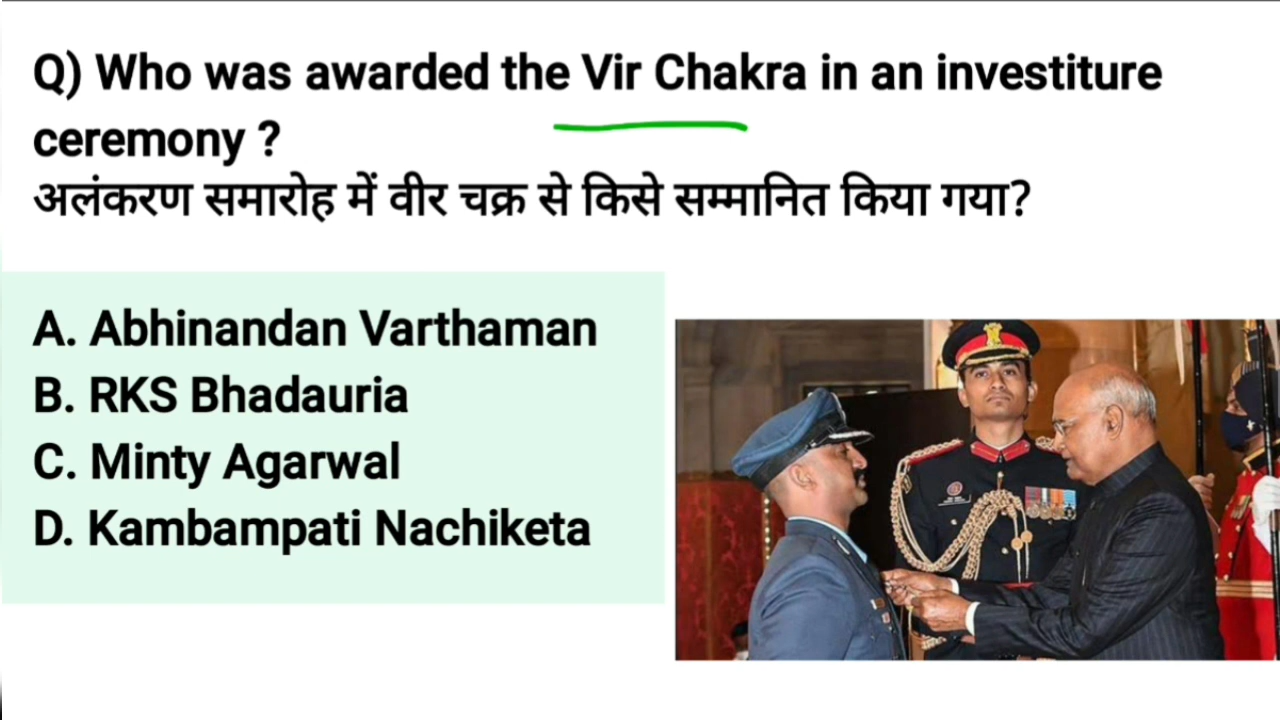 Q) Who was awarded the Vir Chakra in an investiture
ceremony ?
अलंकरण समारोह में वीर चक्र से किसे सम्मानित किया गया?
A. Abhinandan Varthaman
B. RKS Bhadauria
C. Minty Agarwal
D. Kambampati Nachiketa